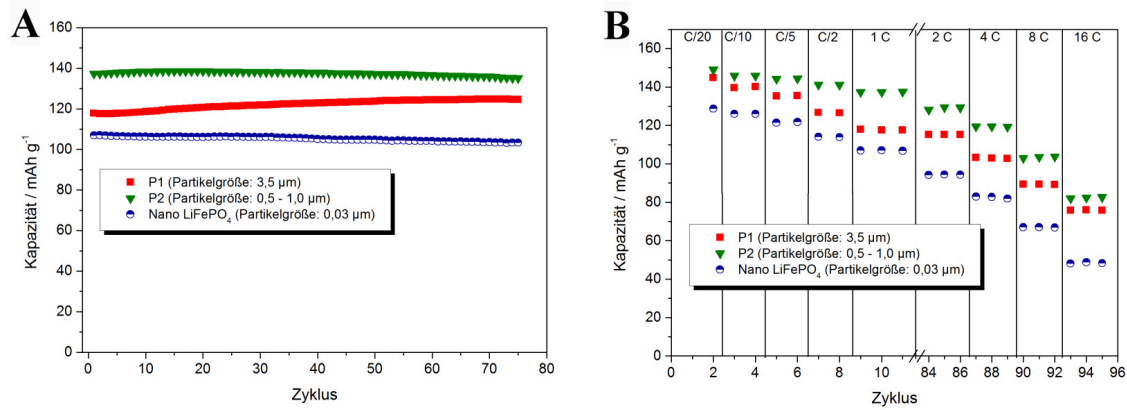 A
Kapazität / mAh g-1
160
140
120
100
80
60
40
20
0
P1 (Partikelgröße: 3,5 µm)
P2 (Partikelgröße: 0,5 - 1,0 µm)
Nano LiFePO4 (Partikelgröße: 0,03 µm)
0 10 20 30 40 50 60 70 80
Zyklus
B
Kapazität / mAh g-1
C/20 C/10 C/5 C/2 1 C 2 C 4 C 8 C 16 C
160
140
120
100
80
60
40
20
0
P1 (Partikelgröße: 3,5 µm)
P2 (Partikelgröße: 0,5 - 1,0 µm)
Nano LiFePO4 (Partikelgröße: 0,03 µm)
0 2 4 6 8 10 84 86 88 90 92 94 96
Zyklus